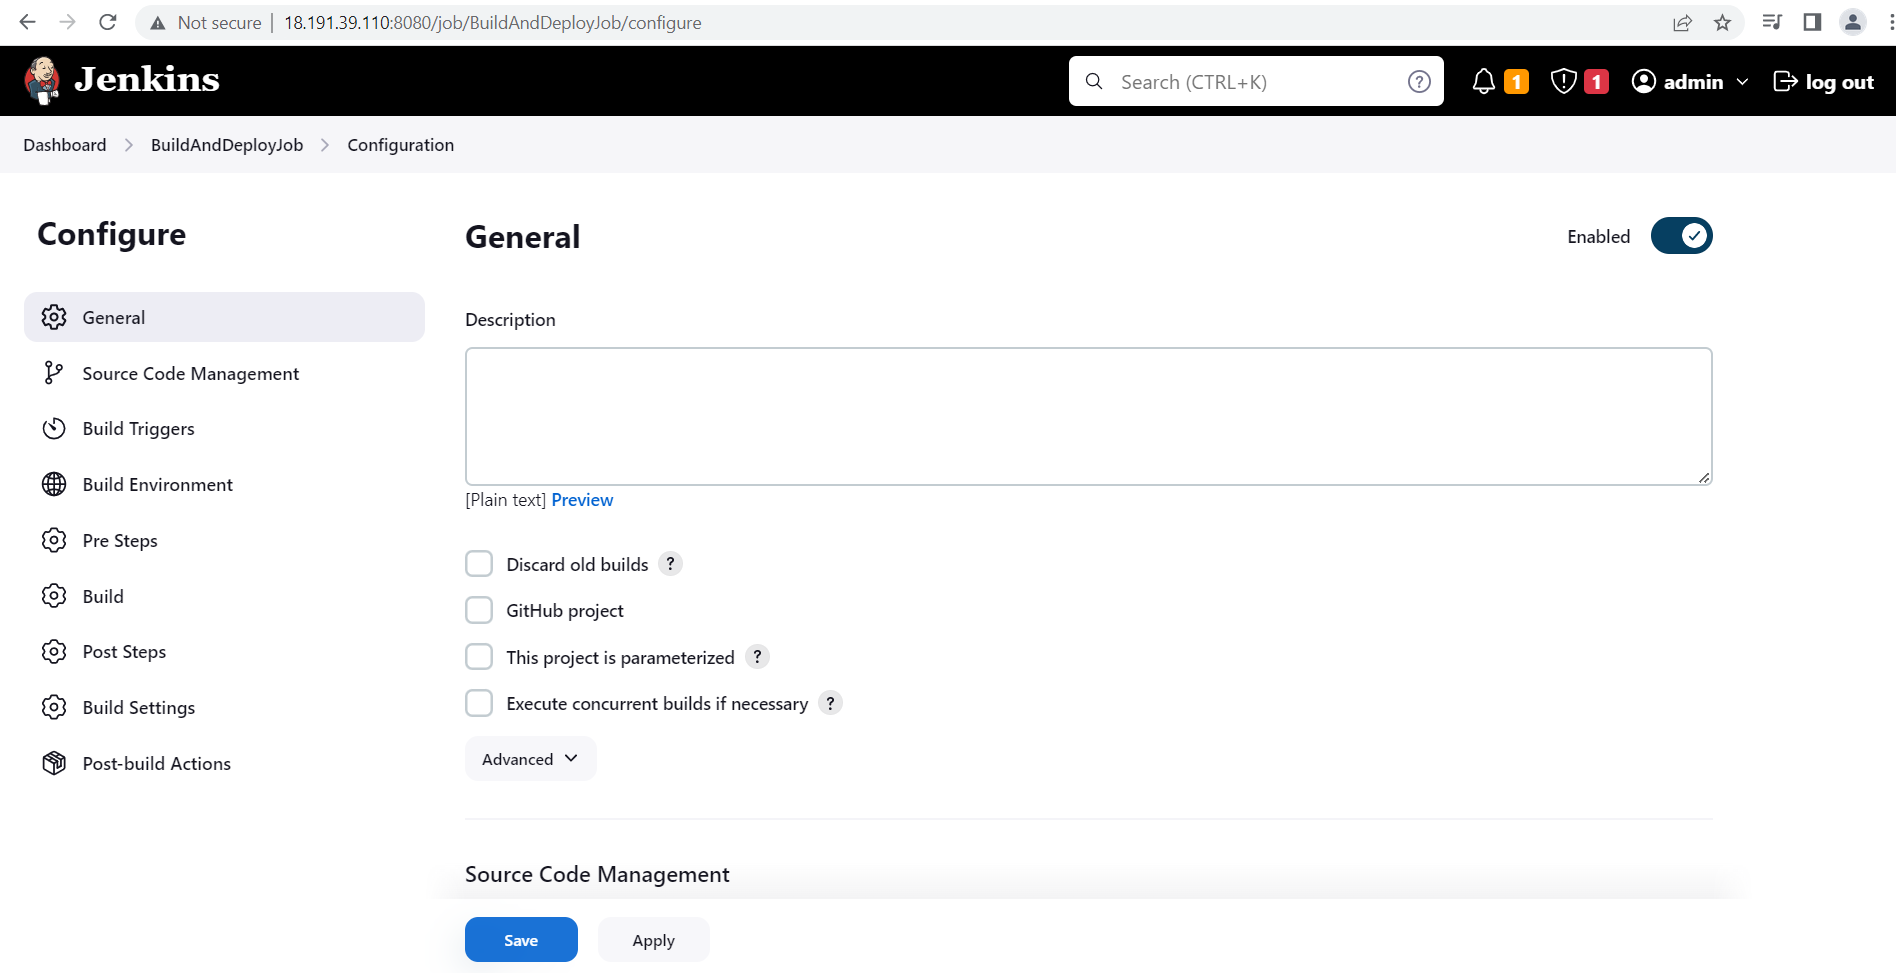 Not secure | 18.191.39.110:8080/job/BuildAndDeployJob/configure
Jenkins
Search (CTRL+K) ? 1 1 admin log out
Dashboard > BuildAndDeployJob > Configuration
Configure
General
Source Code Management
Build Triggers
Build Environment
Pre Steps
Build
Post Steps
Build Settings
Post-build Actions
General
Enabled
Description
[Plain text] Preview
Discard old builds ?
GitHub project
This project is parameterized ?
Execute concurrent builds if necessary ?
Advanced
Source Code Management
Save Apply